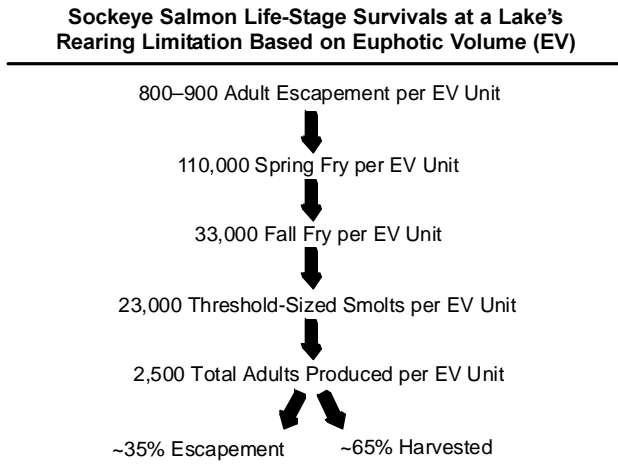 Sockeye Salmon Life-Stage Survivals at a Lake's
Rearing Limitation Based on Euphotic Volume (EV)
800–900 Adult Escapement per EV Unit
110,000 Spring Fry per EV Unit
33,000 Fall Fry per EV Unit
23,000 Threshold-Sized Smolts per EV Unit
2,500 Total Adults Produced per EV Unit
~35% Escapement
~65% Harvested